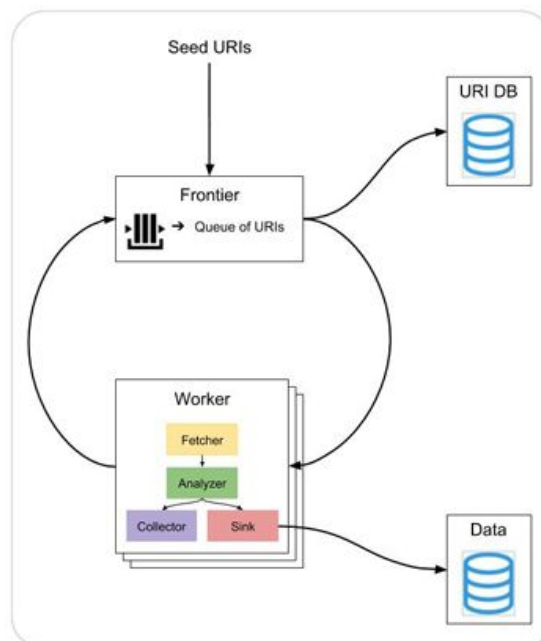 Seed URIs
URI DB
Frontier
→ Queue of URIs
Worker
Fetcher
Analyzer
Collector
Sink
Data